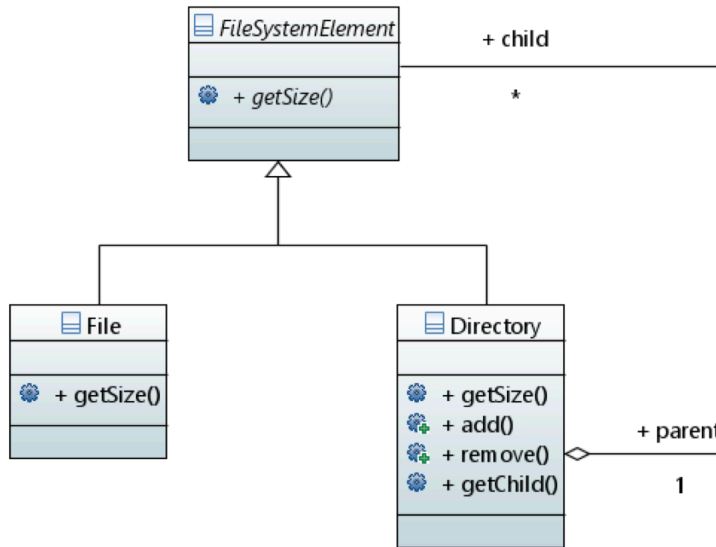 FileSystemElement
+ getSize()
+ child
*
File
+ getSize()
Directory
+ getSize()
+ add()
+ remove()
+ getChild()
+ parent
1